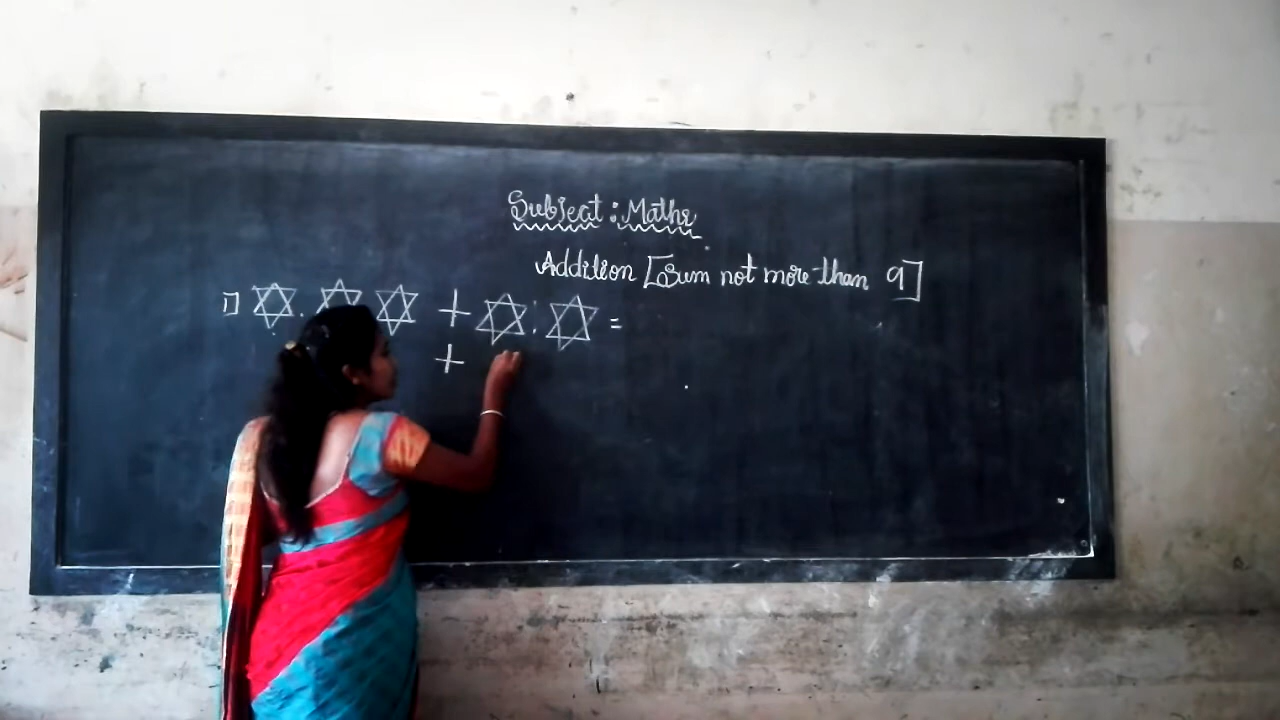 Subject : Maths
Addition [Sum not more than 9]
1] + =
+